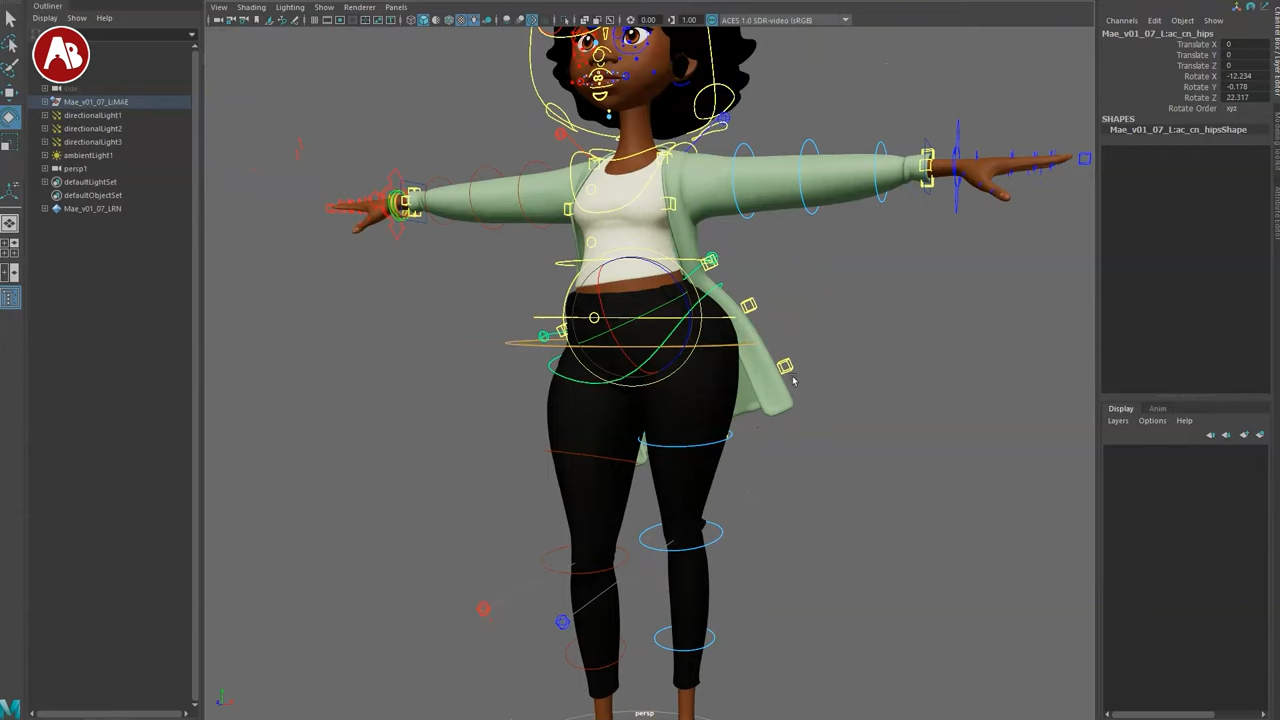 Outliner
Display Show Help
AB
side
Mae_v01_07_L:MAE
directionalLight1
directionalLight2
directionalLight3
ambientLight1
persp1
defaultLightSet
defaultObjectSet
Mae_v01_07_LRN
View Shading Lighting Show Renderer Panels
0.00 1.00 ACES 1.0 SDR-video (sRGB)
persp
Channels Edit Object Show
Mae_v01_07_L:ac_cn_hips
Translate X 0
Translate Y 0
Translate Z 0
Rotate X -12.234
Rotate Y -0.178
Rotate Z 22.317
Rotate Order xyz
SHAPES
Mae_v01_07_L:ac_cn_hipsShape
Display Anim
Layers Options Help